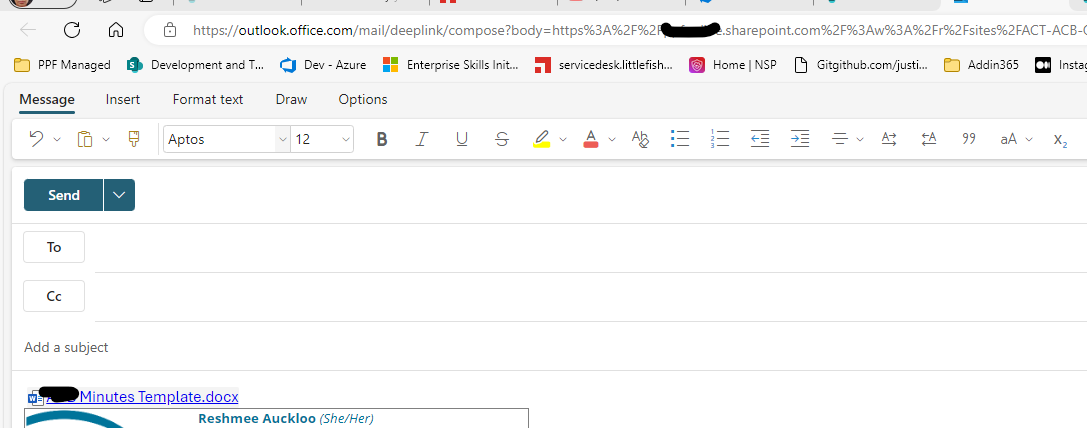 https://outlook.office.com/mail/deeplink/compose?body=https%3A%2F%2F .sharepoint.com%2F%3Aw%3A%2Fr%2Fsites%2FACT-ACB-
PPF Managed Development and T... Dev - Azure Enterprise Skills Init... servicedesk.littlefish... Home | NSP Gitgithub.com/justi... Addin365 Insta
Message Insert Format text Draw Options
Aptos 12 B I U S A Ab 99 aA X₂
Send
To
Cc
Add a subject
Minutes Template.docx
Reshmee Auckloo (She/Her)